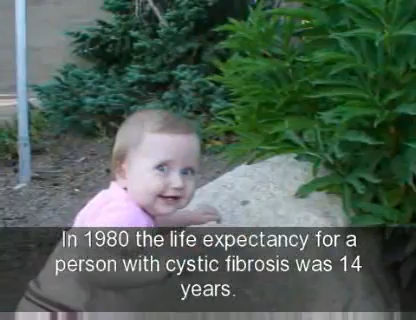 In 1980 the life expectancy for a
person with cystic fibrosis was 14
years.